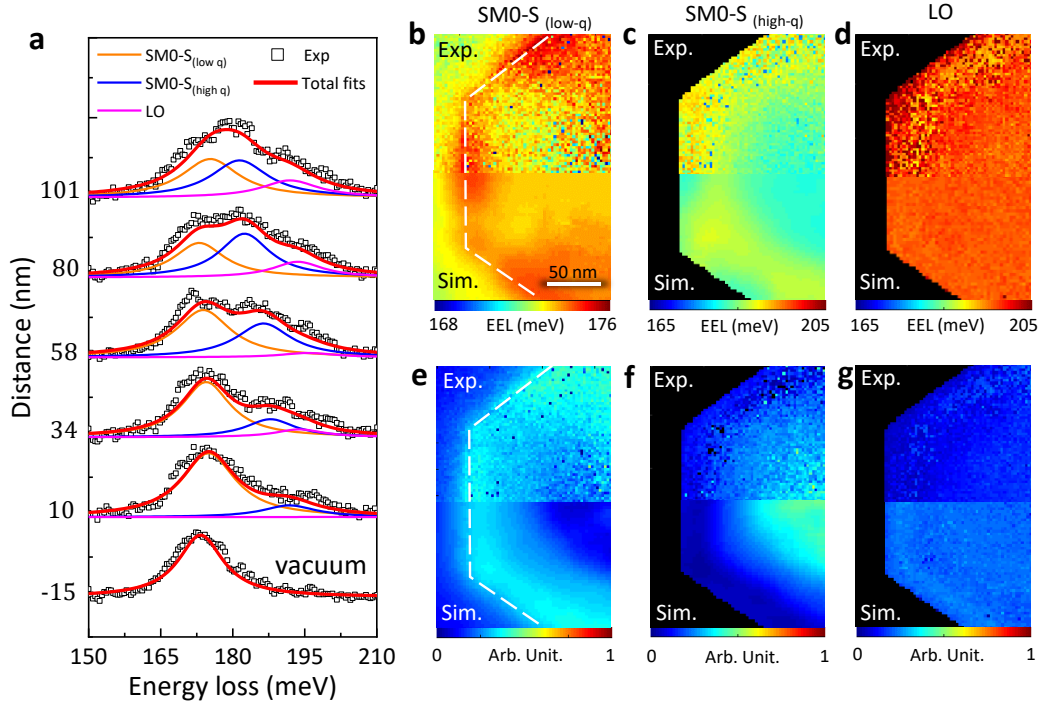 a
SM0-S(low q)
SM0-S(high q)
LO
Exp
Total fits
101
80
58
34
10
-15
vacuum
Distance (nm)
150 165 180 195 210
Energy loss (meV)
SM0-S (low-q)
b
Exp.
Sim.
50 nm
168 EEL (meV) 176
SM0-S (high-q)
c
Exp.
Sim.
165 EEL (meV) 205
LO
d
Exp.
Sim.
165 EEL (meV) 205
e
Exp.
Sim.
0 Arb. Unit. 1
f
Exp.
Sim.
0 Arb. Unit. 1
g
Exp.
Sim.
0 Arb. Unit. 1